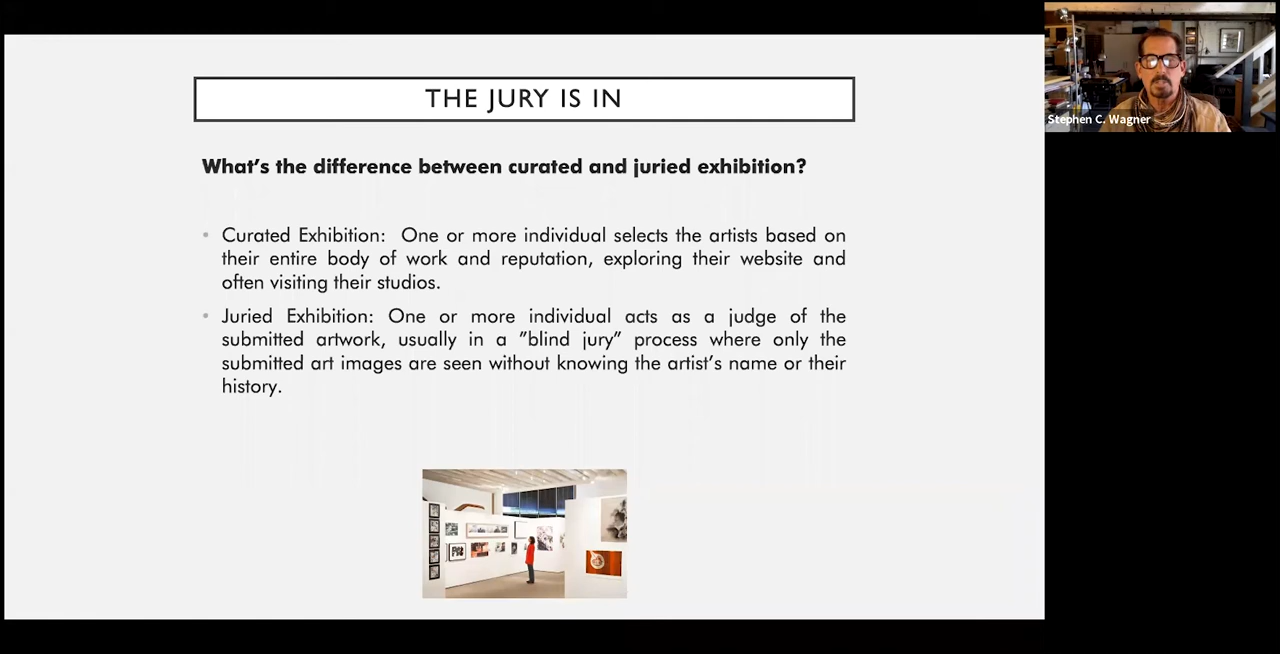 THE JURY IS IN
Stephen C. Wagner
What's the difference between curated and juried exhibition?
• Curated Exhibition: One or more individual selects the artists based on
their entire body of work and reputation, exploring their website and
often visiting their studios.
• Juried Exhibition: One or more individual acts as a judge of the
submitted artwork, usually in a "blind jury" process where only the
submitted art images are seen without knowing the artist's name or their
history.